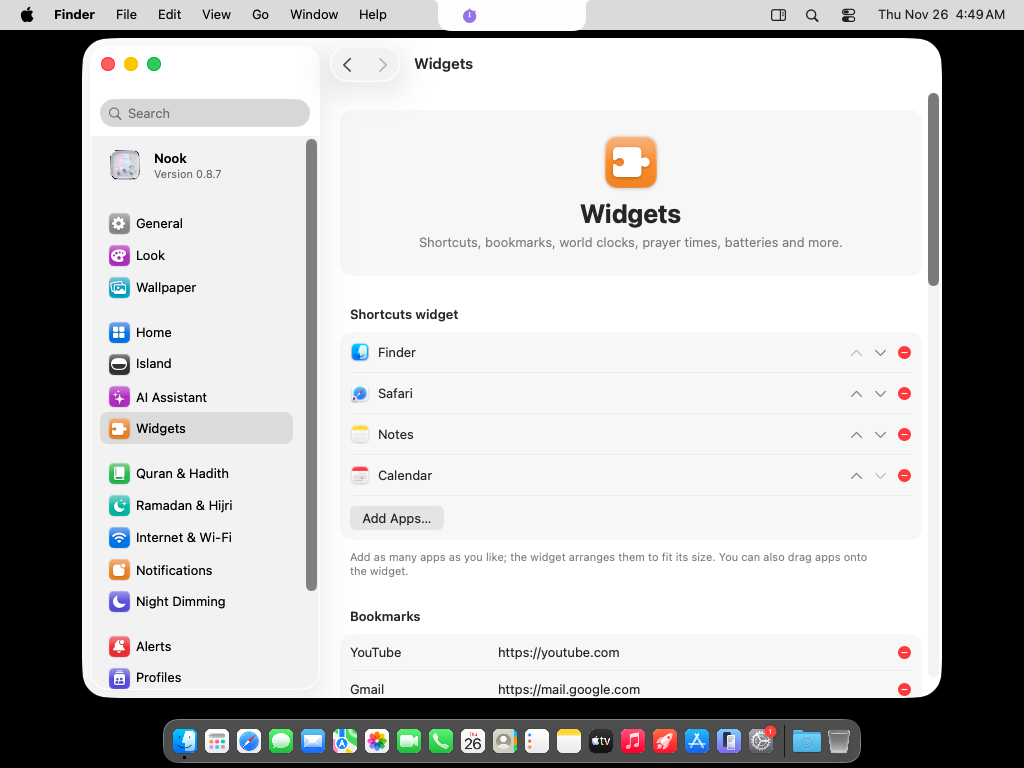 Finder File Edit View Go Window Help
Thu Nov 26 4:49 AM
Search
Nook
Version 0.8.7
General
Look
Wallpaper
Home
Island
AI Assistant
Widgets
Quran & Hadith
Ramadan & Hijri
Internet & Wi-Fi
Notifications
Night Dimming
Alerts
Profiles
Widgets
Widgets
Shortcuts, bookmarks, world clocks, prayer times, batteries and more.
Shortcuts widget
Finder
Safari
Notes
Calendar
Add Apps...
Add as many apps as you like; the widget arranges them to fit its size. You can also drag apps onto
the widget.
Bookmarks
YouTube https://youtube.com
Gmail https://mail.google.com
Thu
26
tv
1